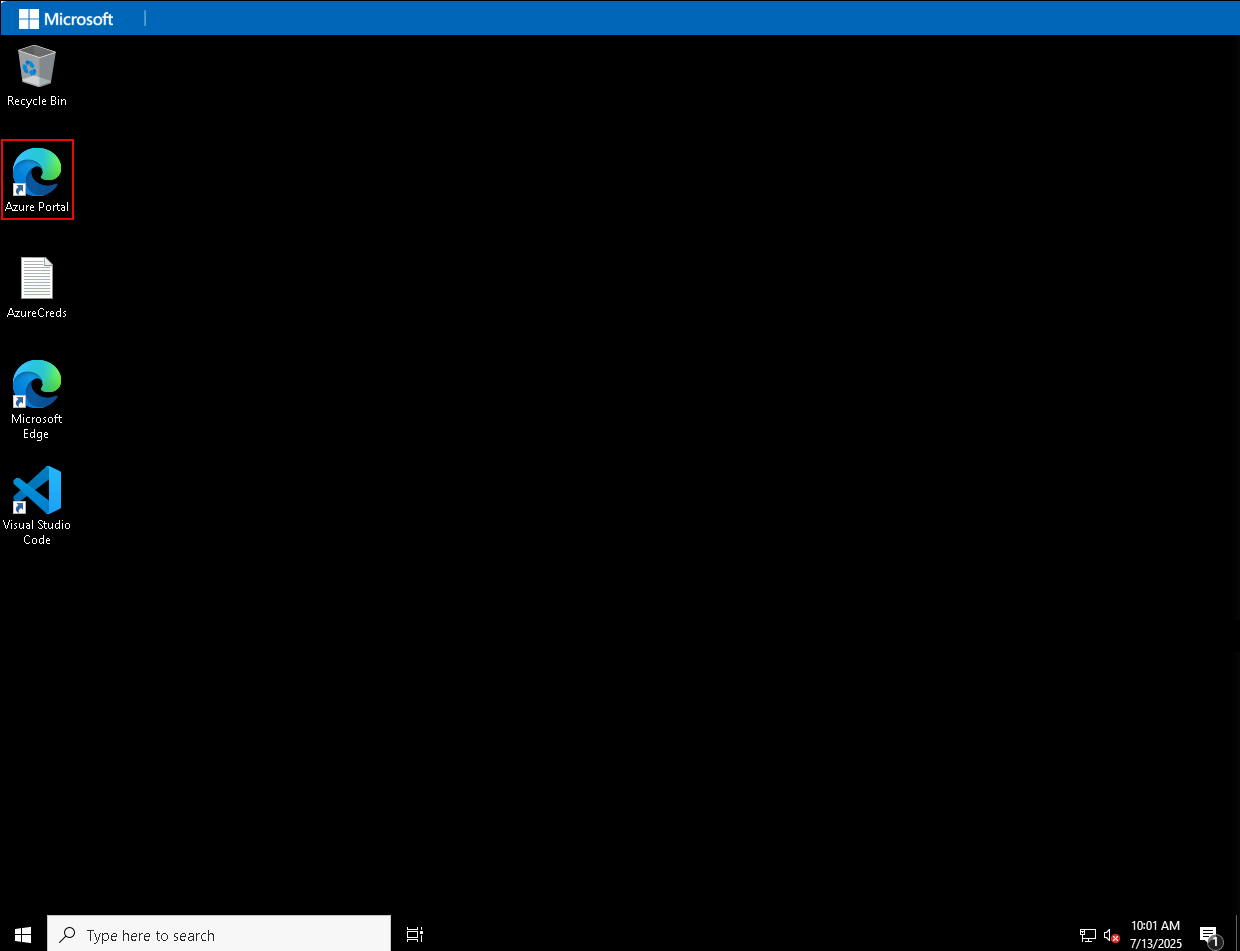 Microsoft
Recycle Bin
Azure Portal
AzureCreds
Microsoft
Edge
Visual Studio
Code
Type here to search
10:01 AM
7/13/2025
1